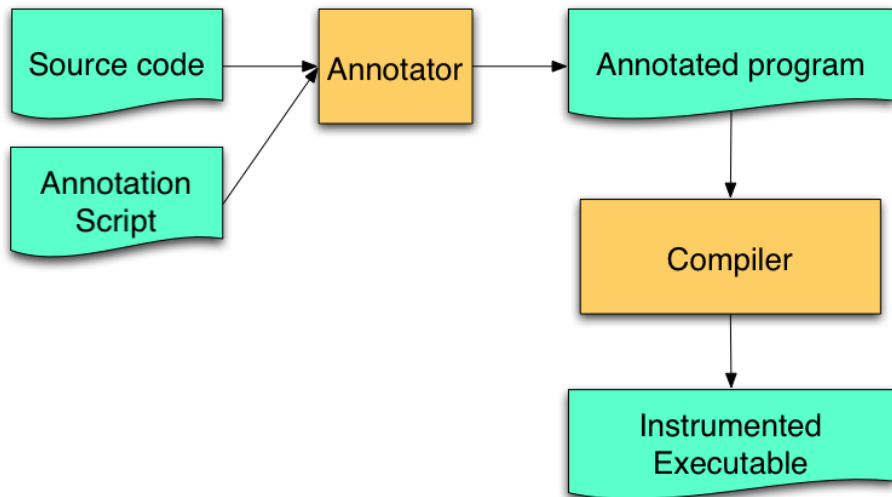 Source code
Annotator
Annotated program
Annotation
Script
Compiler
Instrumented
Executable